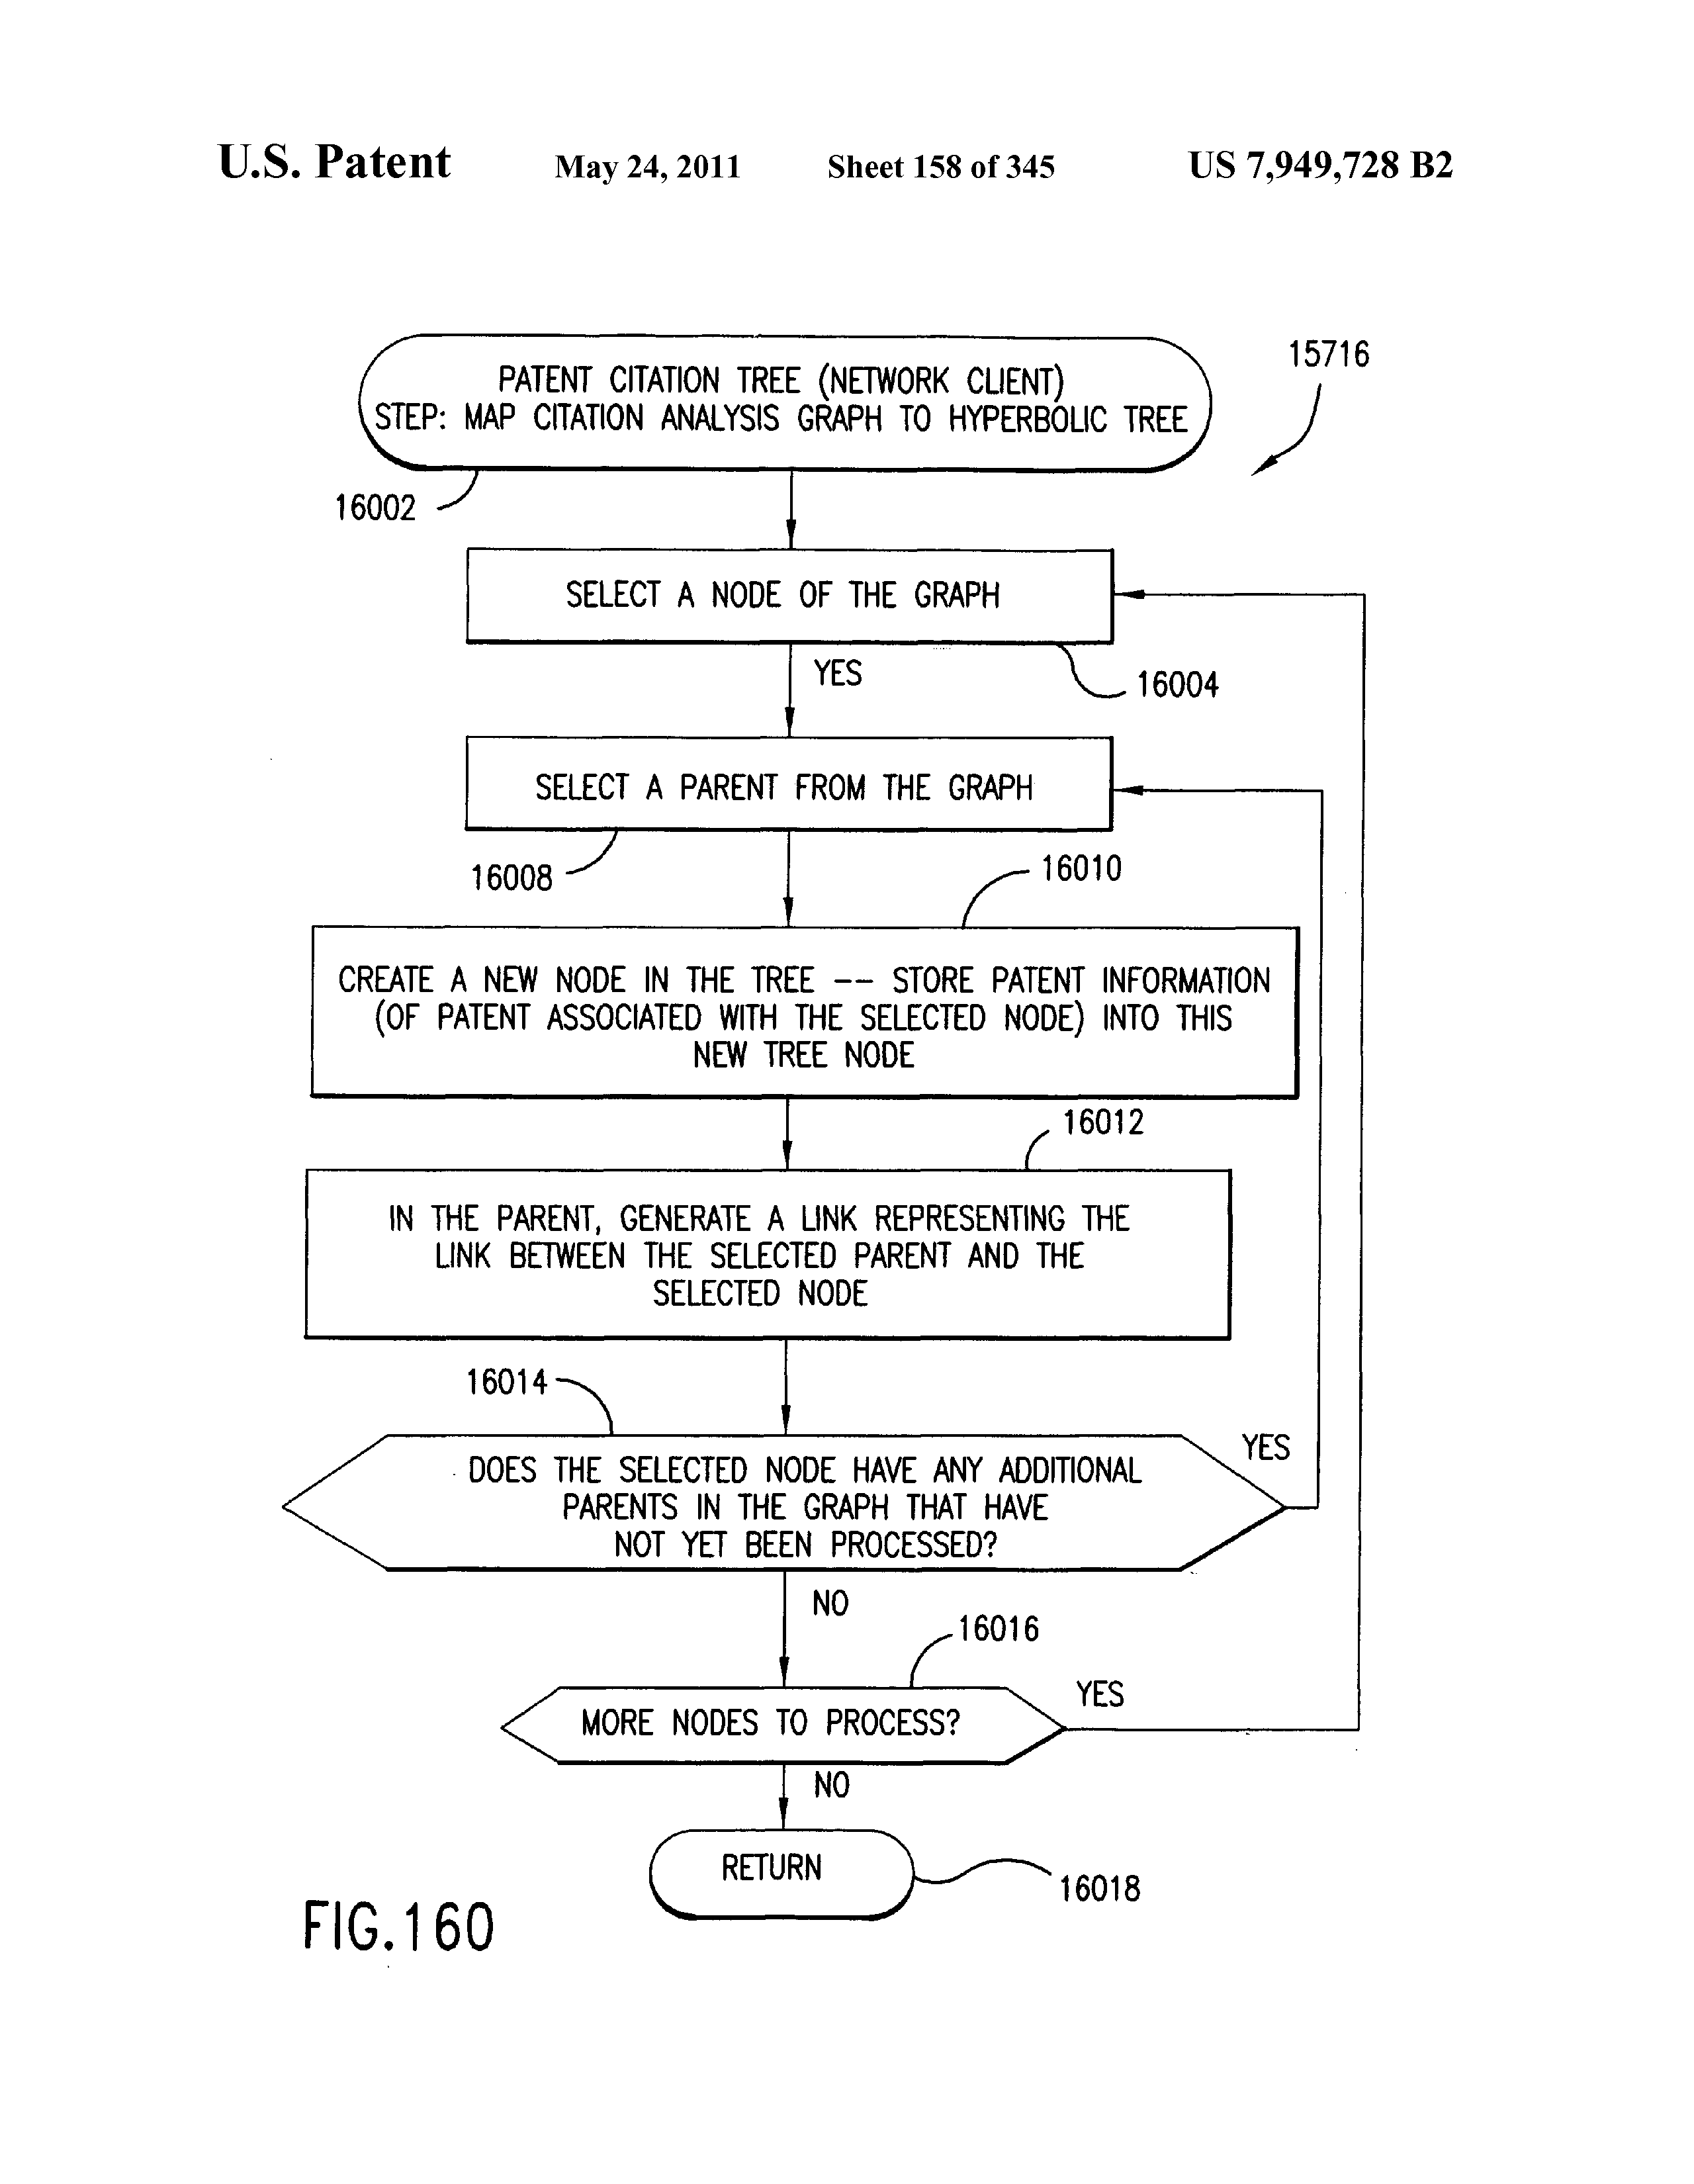 U.S. Patent May 24, 2011 Sheet 158 of 345 US 7,949,728 B2
15716
PATENT CITATION TREE (NETWORK CLIENT)
STEP: MAP CITATION ANALYSIS GRAPH TO HYPERBOLIC TREE
16002
SELECT A NODE OF THE GRAPH
YES
16004
SELECT A PARENT FROM THE GRAPH
16008
16010
CREATE A NEW NODE IN THE TREE -- STORE PATENT INFORMATION
(OF PATENT ASSOCIATED WITH THE SELECTED NODE) INTO THIS
NEW TREE NODE
16012
IN THE PARENT, GENERATE A LINK REPRESENTING THE
LINK BETWEEN THE SELECTED PARENT AND THE
SELECTED NODE
16014
YES
DOES THE SELECTED NODE HAVE ANY ADDITIONAL
PARENTS IN THE GRAPH THAT HAVE
NOT YET BEEN PROCESSED?
NO
16016
YES
MORE NODES TO PROCESS?
NO
RETURN
16018
FIG.160